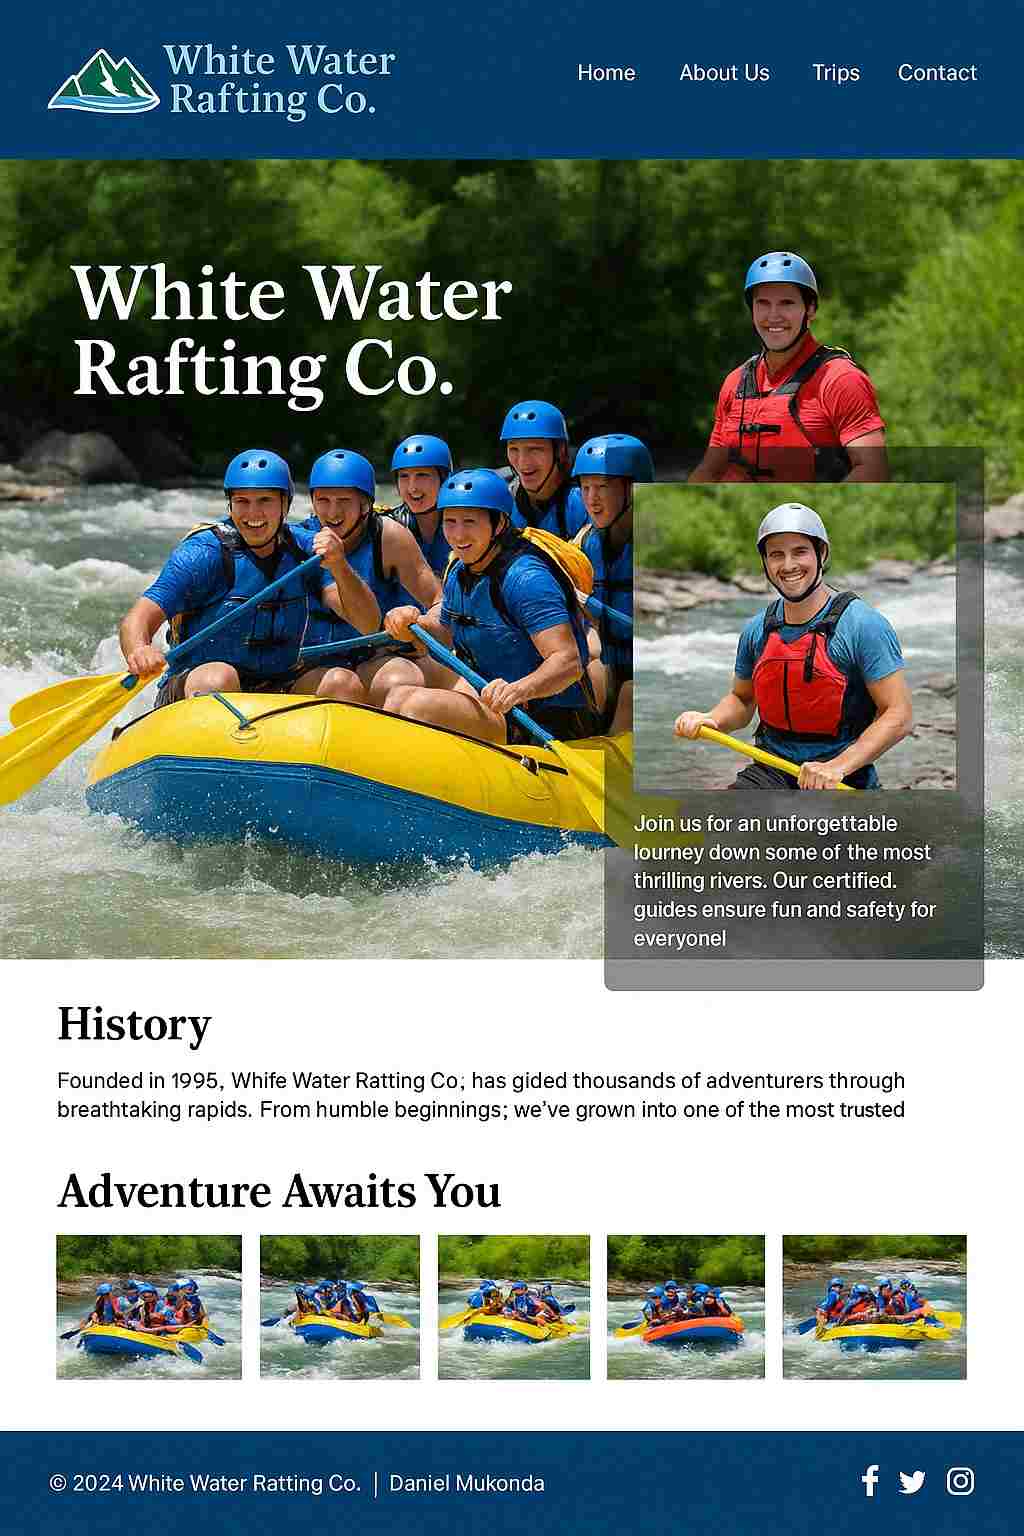 White Water
Rafting Co.
Home About Us Trips Contact
White Water
Rafting Co.
Join us for an unforgettable
lourney down some of the most
thrilling rivers. Our certified.
guides ensure fun and safety for
everyonel
History
Founded in 1995, Whife Water Ratting Co; has gided thousands of adventurers through
breathtaking rapids. From humble beginnings; we’ve grown into one of the most trusted
Adventure Awaits You
© 2024 White Water Ratting Co. | Daniel Mukonda